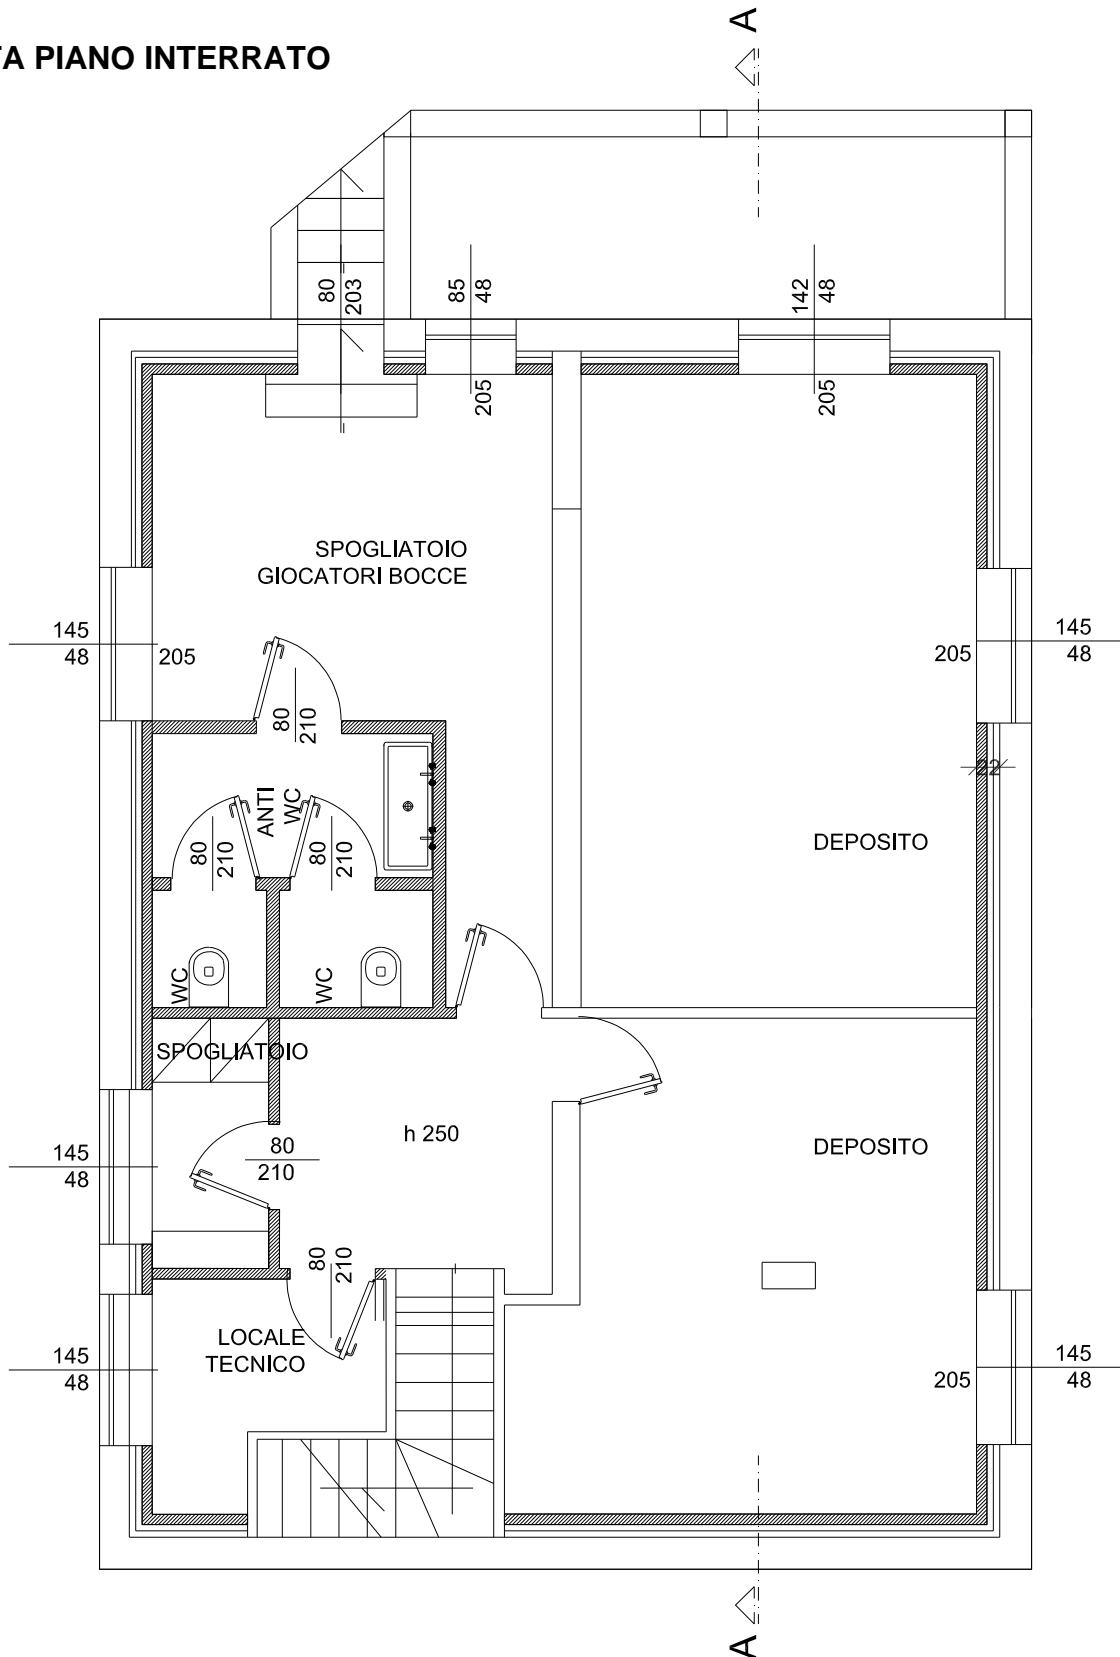 TA PIANO INTERRATO
A
80
203
85
48
142
48
205
205
SPOGLIATOIO
GIOCATORI BOCCE
145
48
205
205
145
48
80
210
22
ANTI
WC
80
210
80
210
DEPOSITO
WC
WC
SPOGLIATOIO
h 250
80
210
DEPOSITO
145
48
80
210
LOCALE
TECNICO
145
48
205
145
48
A